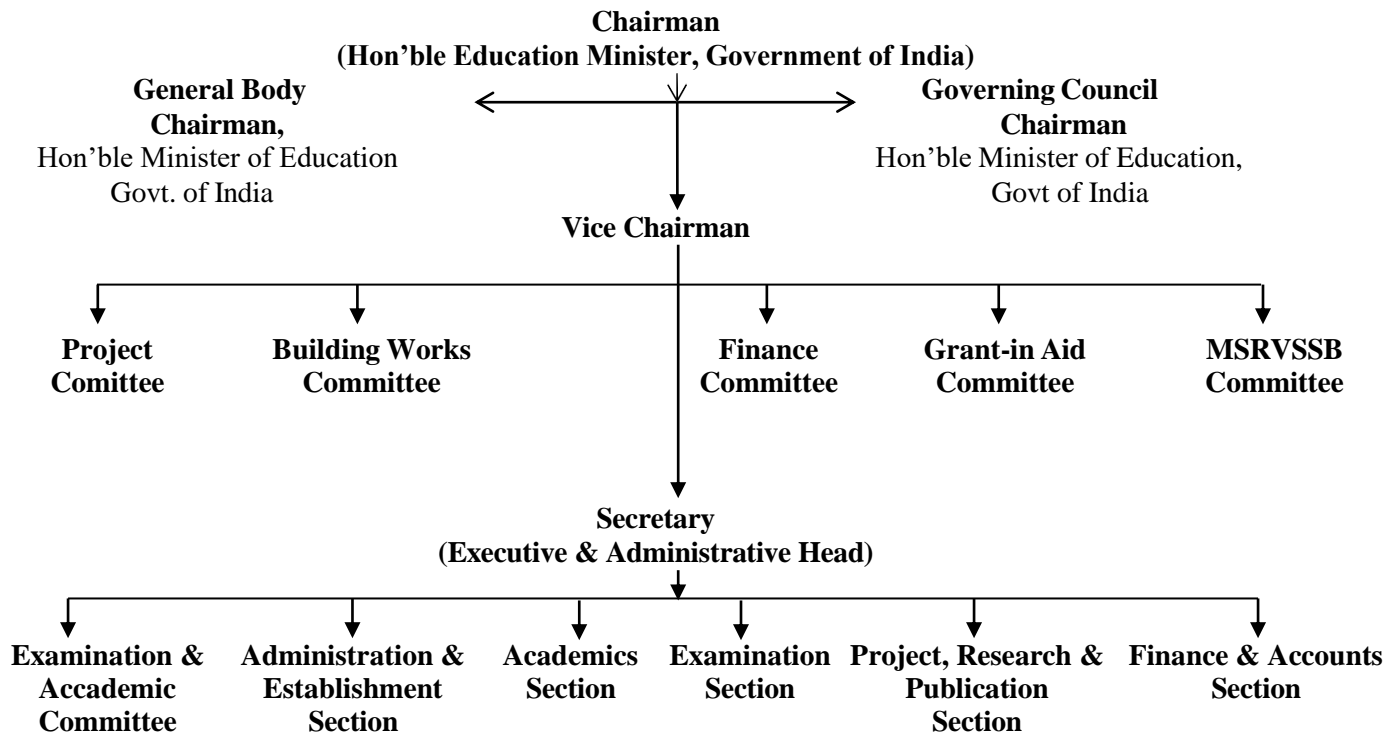 Chairman
(Hon’ble Education Minister, Government of India)
General Body
Chairman,
Hon’ble Minister of Education
Govt. of India
Governing Council
Chairman
Hon’ble Minister of Education,
Govt of India
Vice Chairman
Project
Comittee
Building Works
Committee
Finance
Committee
Grant-in Aid
Committee
MSRVSSB
Committee
Secretary
(Executive & Administrative Head)
Examination &
Accademic
Committee
Administration &
Establishment
Section
Academics
Section
Examination
Section
Project, Research &
Publication
Section
Finance & Accounts
Section